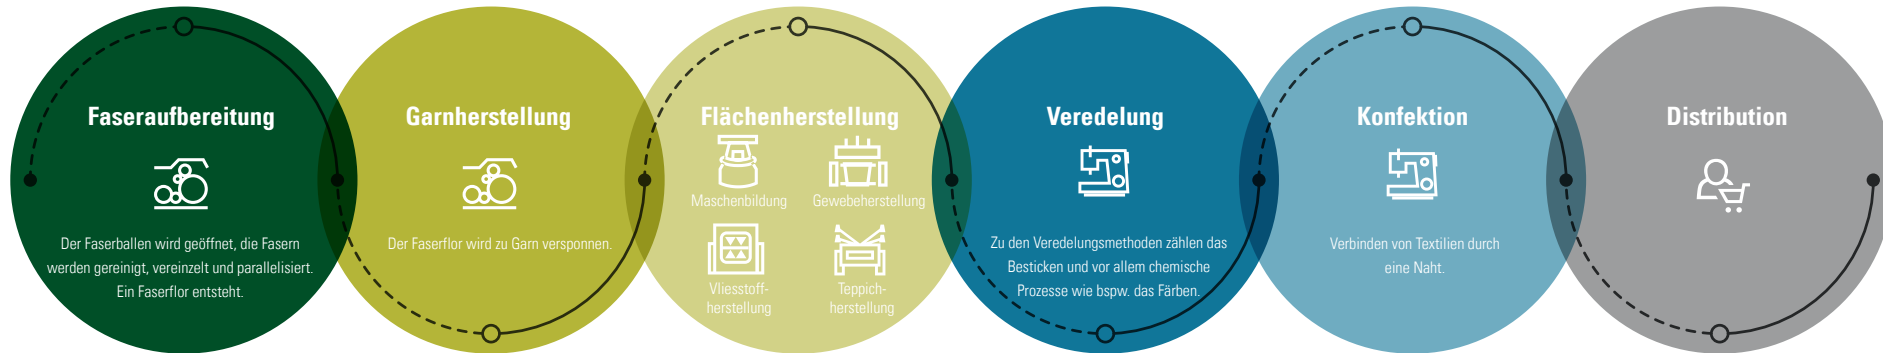 Faseraufbereitung
Der Faserballen wird geöffnet, die Fasern
werden gereinigt, vereinzelt und parallelisiert.
Ein Faserflor entsteht.
Garnherstellung
Der Faserflor wird zu Garn versponnen.
Flächenherstellung
Maschenbildung
Gewebeherstellung
Vliesstoff-
herstellung
Teppich-
herstellung
Veredelung
Zu den Veredelungsmethoden zählen das
Besticken und vor allem chemische
Prozesse wie bspw. das Färben.
Konfektion
Verbinden von Textilien durch
eine Naht.
Distribution